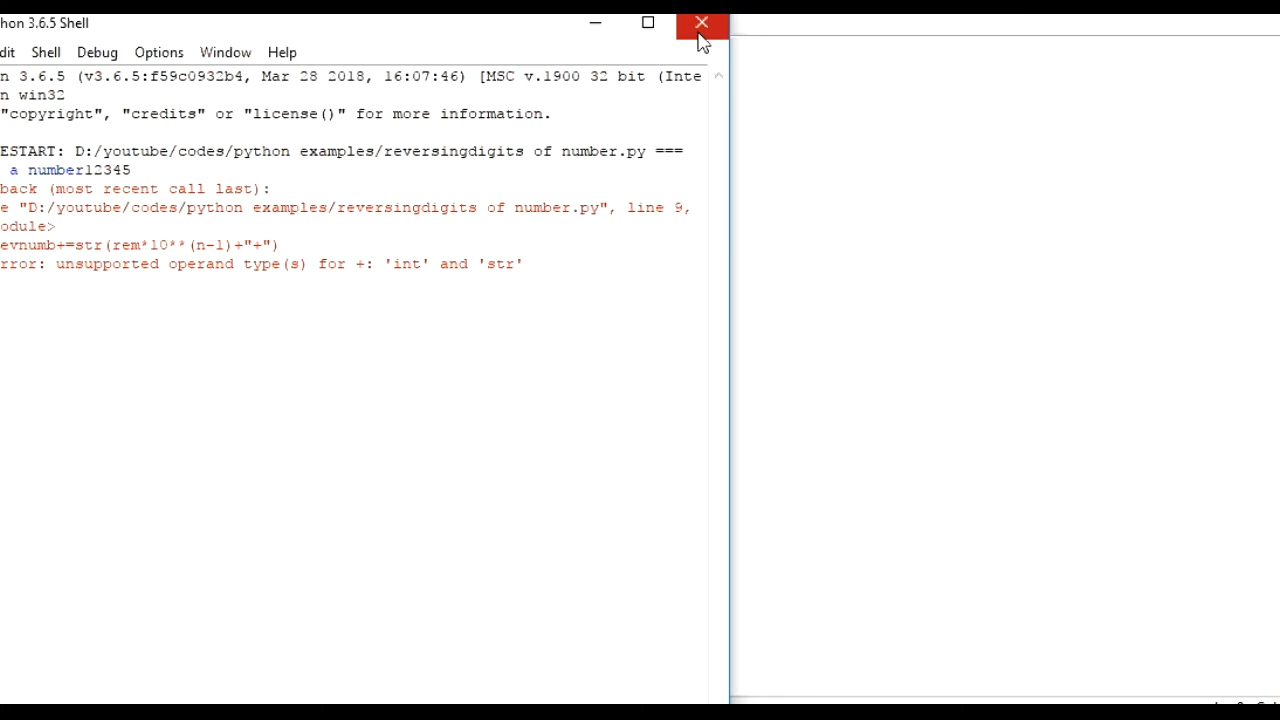 hon 3.6.5 Shell
dit Shell Debug Options Window Help
n 3.6.5 (v3.6.5:f59c0932b4, Mar 28 2018, 16:07:46) [MSC v.1900 32 bit (Inte
n win32
"copyright", "credits" or "license()" for more information.
ESTART: D:/youtube/codes/python examples/reversingdigits of number.py ===
a number12345
back (most recent call last):
e "D:/youtube/codes/python examples/reversingdigits of number.py", line 9,
odule>
evnumb+=str(rem*10**(n-1)+"+")
rror: unsupported operand type(s) for +: 'int' and 'str'